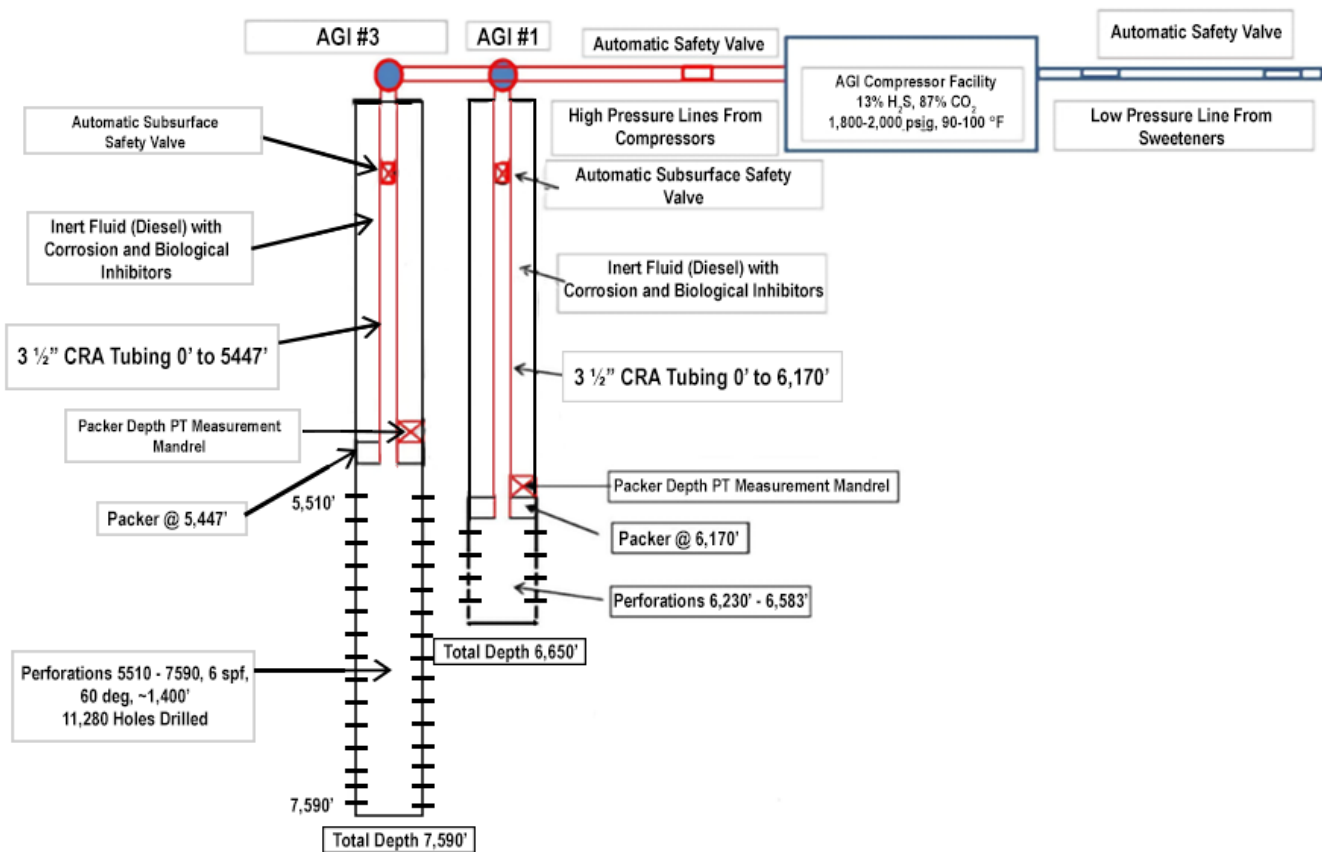 AGI #3
AGI #1
Automatic Safety Valve
Automatic Safety Valve
AGI Compressor Facility
13% H₂S, 87% CO₂
1,800-2,000 psig, 90-100 °F
High Pressure Lines From
Compressors
Low Pressure Line From
Sweeteners
Automatic Subsurface
Safety Valve
Automatic Subsurface Safety
Valve
Inert Fluid (Diesel) with
Corrosion and Biological
Inhibitors
Inert Fluid (Diesel) with
Corrosion and Biological Inhibitors
3 ½” CRA Tubing 0’ to 5447’
3 ½” CRA Tubing 0’ to 6,170’
Packer Depth PT Measurement
Mandrel
Packer Depth PT Measurement Mandrel
5,510’
Packer @ 5,447’
Packer @ 6,170’
Perforations 6,230’ - 6,583’
Total Depth 6,650’
Perforations 5510 - 7590, 6 spf,
60 deg, ~1,400’
11,280 Holes Drilled
7,590’
Total Depth 7,590’